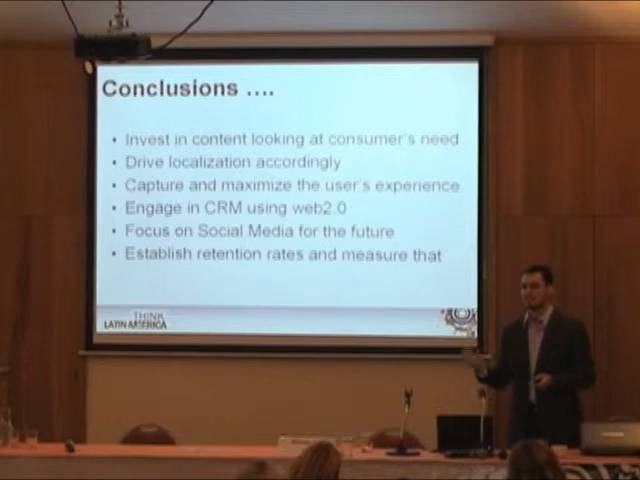 Conclusions ....
• Invest in content looking at consumer's need
• Drive localization accordingly
• Capture and maximize the user's experience
• Engage in CRM using web2.0
• Focus on Social Media for the future
• Establish retention rates and measure that
THINK
LATIN AMERICA